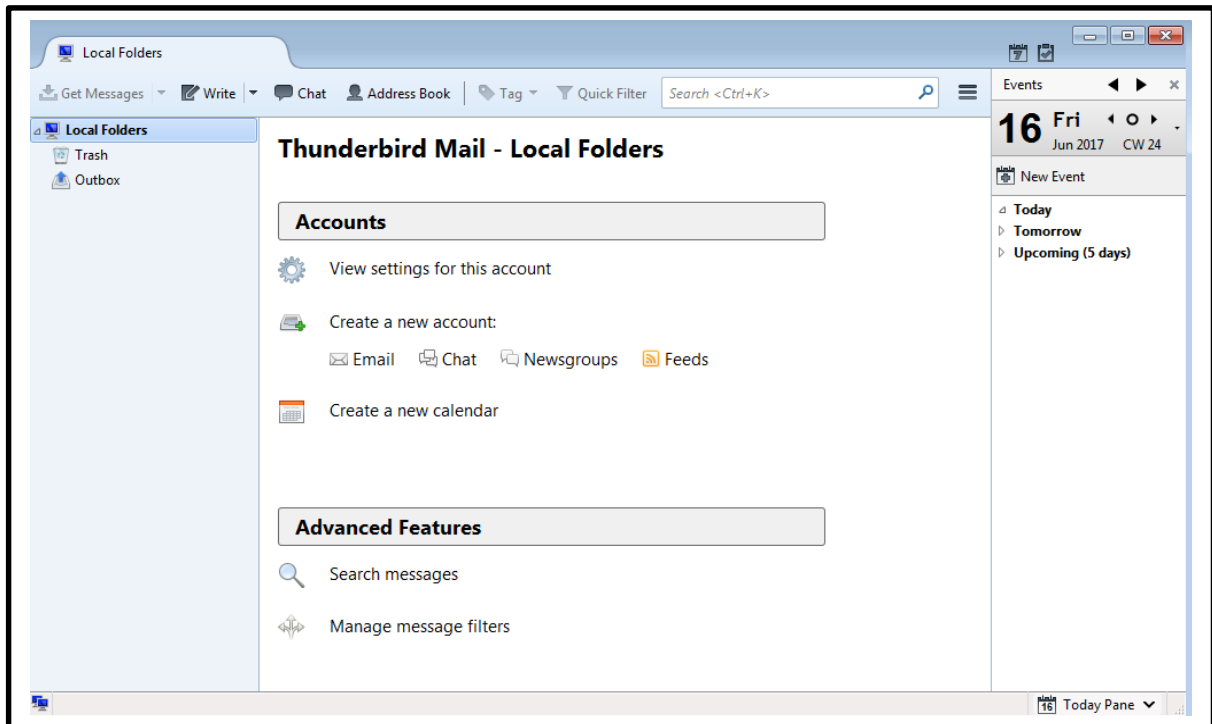 Local Folders
7
Get Messages Write Chat Address Book Tag Quick Filter Search <Ctrl+K>
Local Folders
Trash
Outbox
Thunderbird Mail - Local Folders
Accounts
View settings for this account
Create a new account:
Email Chat Newsgroups Feeds
Create a new calendar
Advanced Features
Search messages
Manage message filters
Events
16 Fri
Jun 2017 CW 24
New Event
Today
Tomorrow
Upcoming (5 days)
16 Today Pane